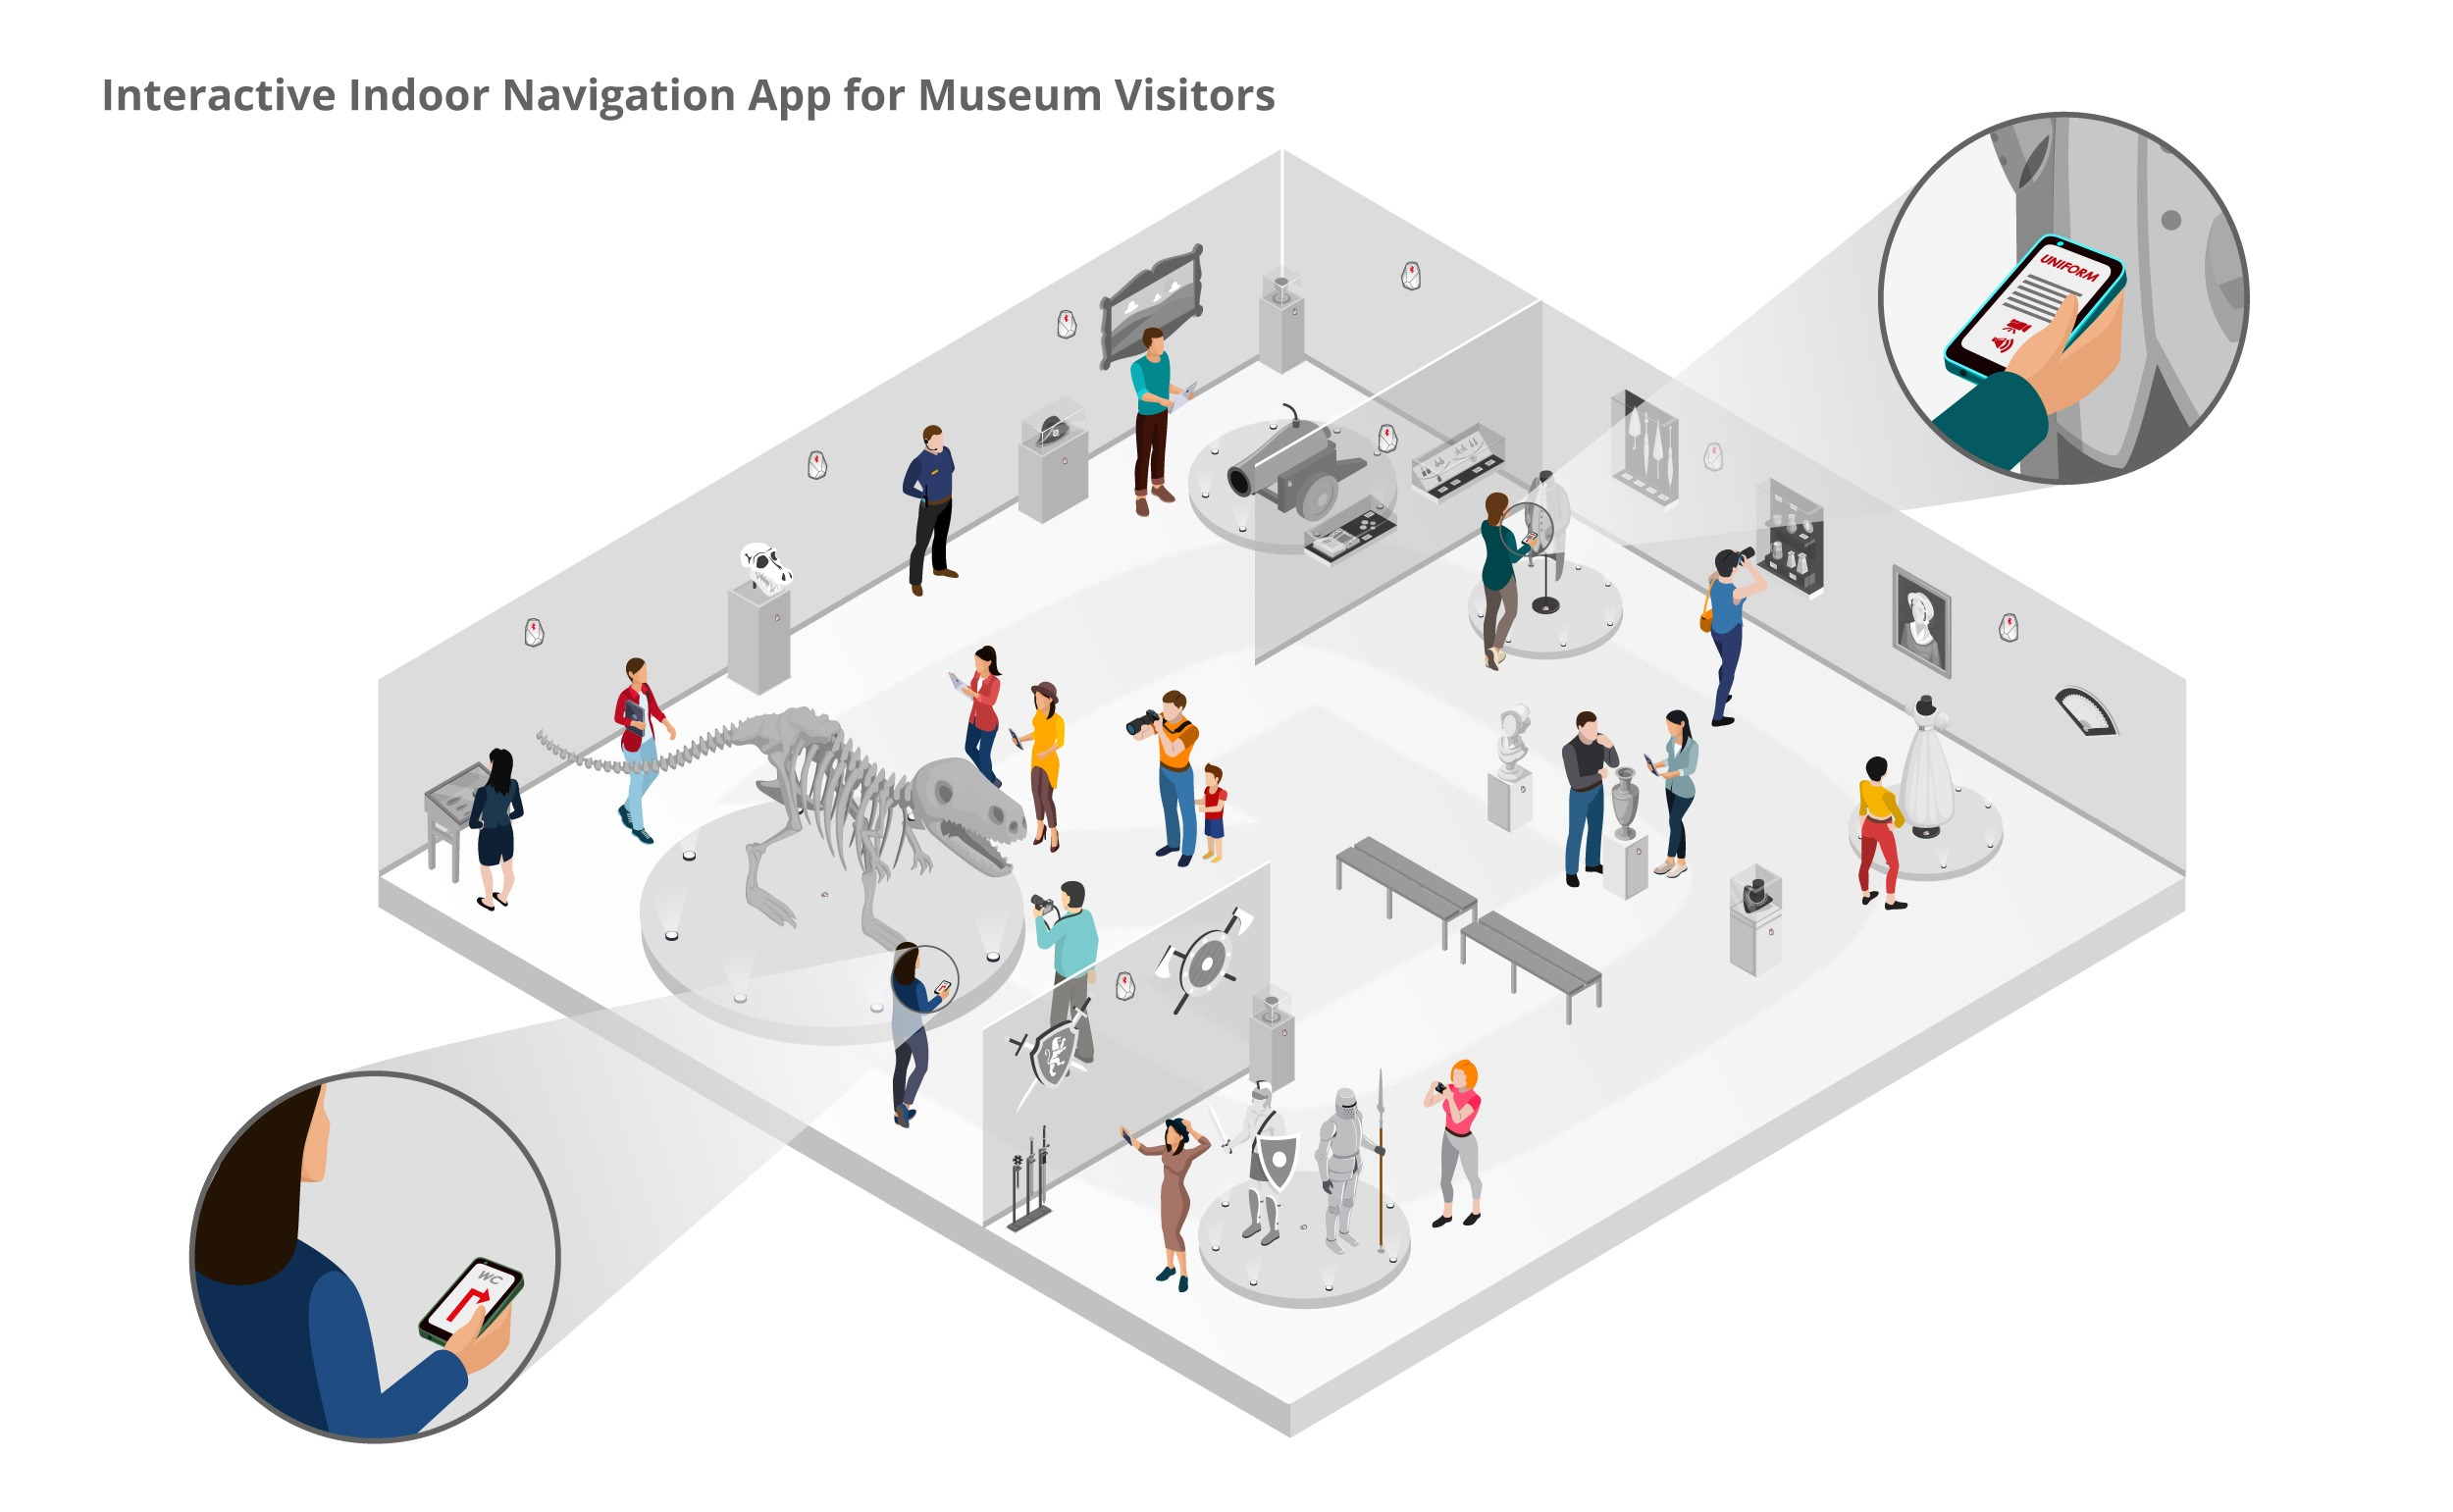 Interactive Indoor Navigation App for Museum Visitors
UNIFORM
WC